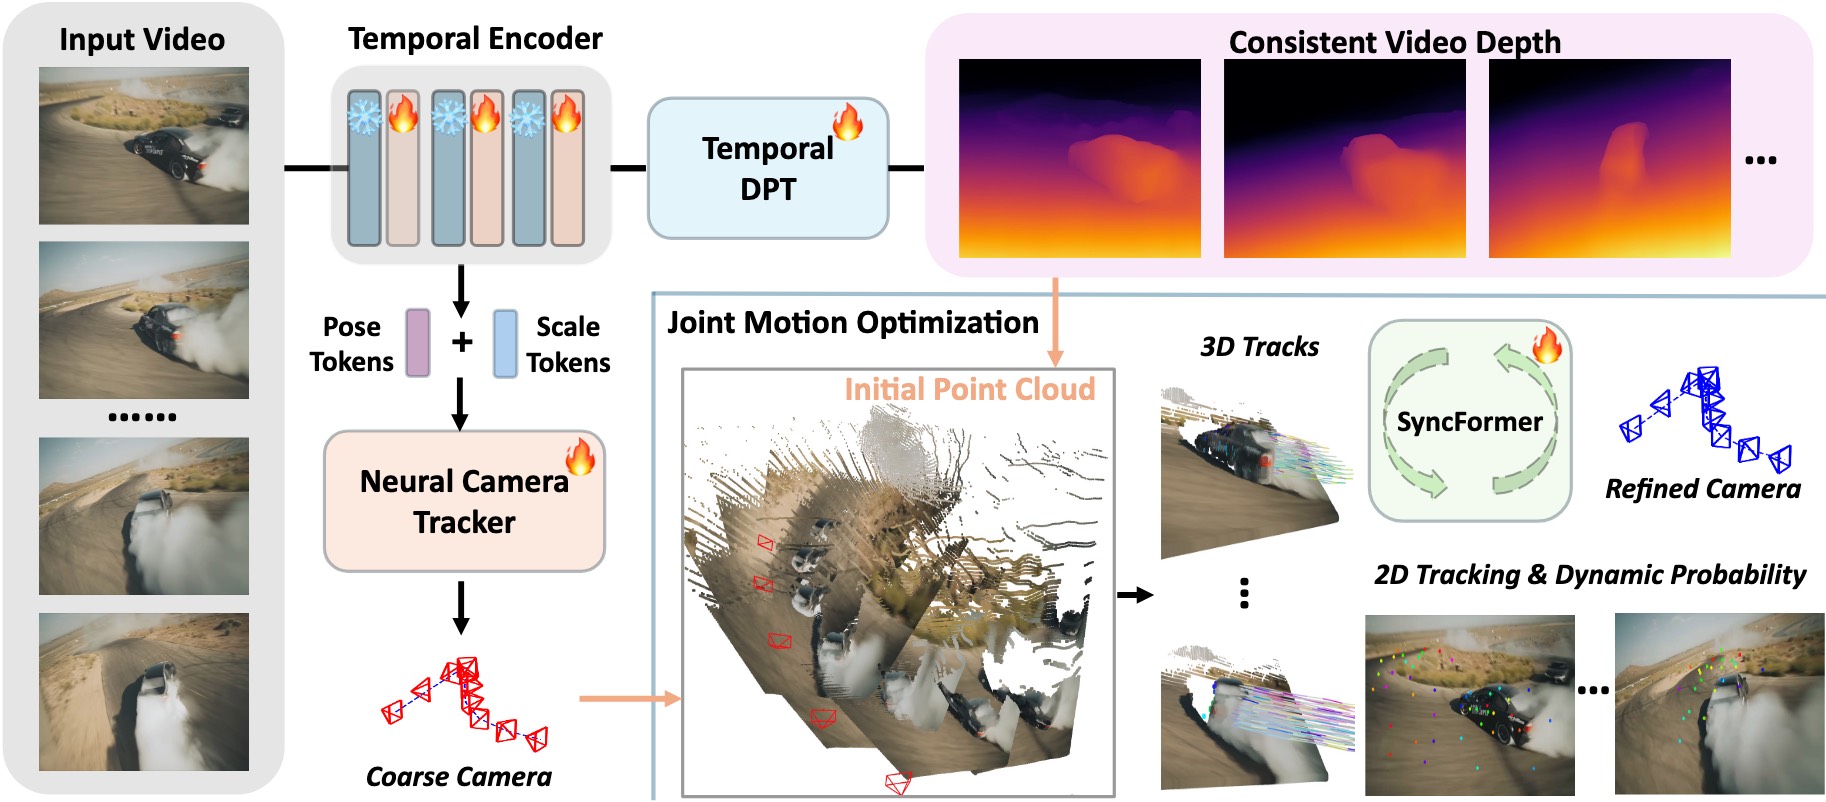 Input Video
......
Temporal Encoder
Temporal
DPT
Consistent Video Depth
...
Pose
Tokens
+
Scale
Tokens
Neural Camera
Tracker
Coarse Camera
Joint Motion Optimization
Initial Point Cloud
3D Tracks
SyncFormer
Refined Camera
2D Tracking & Dynamic Probability
...